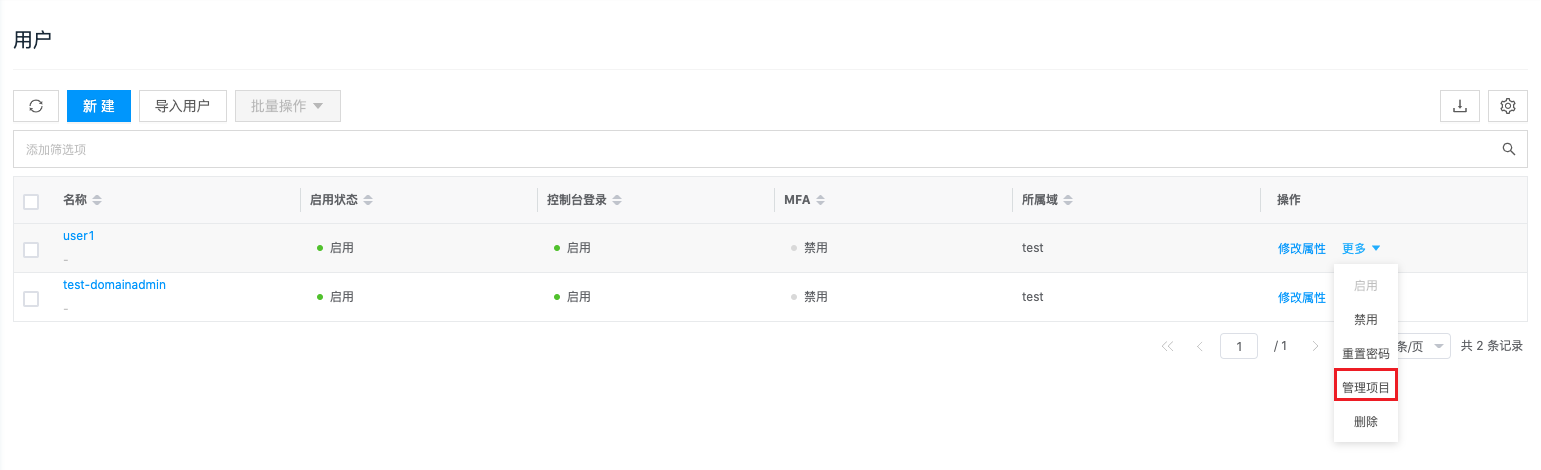 用户
新 建 导入用户 批量操作
添加筛选项
名称 启用状态 控制台登录 MFA 所属域 操作
user1 启用 启用 禁用 test 修改属性 更多
-
test-domainadmin 启用 启用 禁用 test 修改属性
-
启用
禁用
重置密码
管理项目
删除
1 / 1 条/页 共 2 条记录